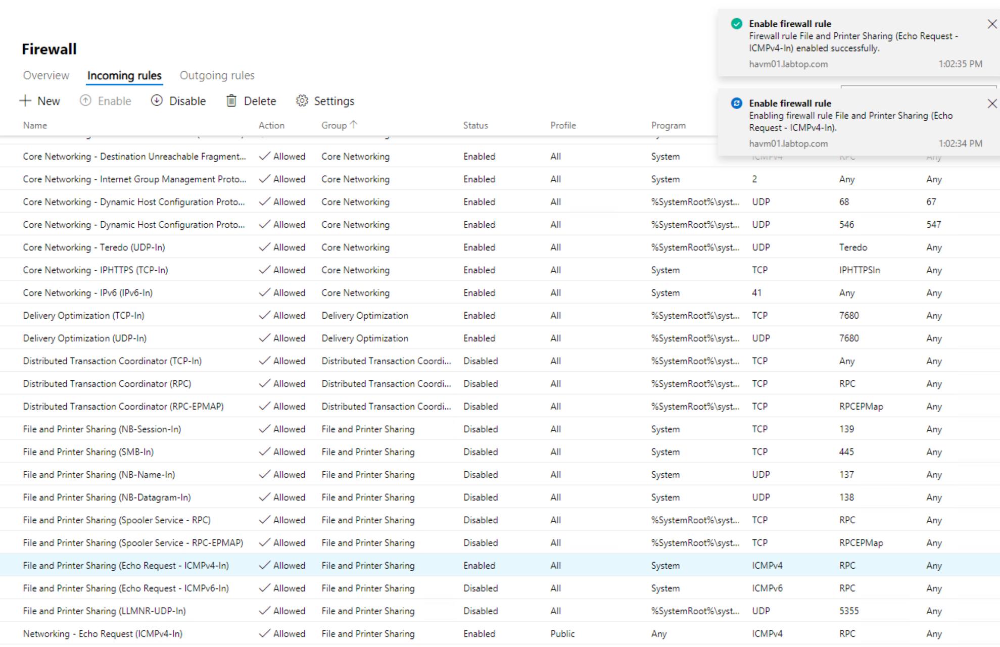 Firewall
Overview Incoming rules Outgoing rules
New Enable Disable Delete Settings
Enable firewall rule
Firewall rule File and Printer Sharing (Echo Request -
ICMPv4-In) enabled successfully.
havm01.labtop.com 1:02:35 PM
Enable firewall rule
Enabling firewall rule File and Printer Sharing (Echo
Request - ICMPv4-In).
havm01.labtop.com 1:02:34 PM
Name Action Group Status Profile Program
Core Networking - Destination Unreachable Fragment... Allowed Core Networking Enabled All System ICMPv4 RPC Any
Core Networking - Internet Group Management Proto... Allowed Core Networking Enabled All System 2 Any Any
Core Networking - Dynamic Host Configuration Proto... Allowed Core Networking Enabled All %SystemRoot%\syst... UDP 68 67
Core Networking - Dynamic Host Configuration Proto... Allowed Core Networking Enabled All %SystemRoot%\syst... UDP 546 547
Core Networking - Teredo (UDP-In) Allowed Core Networking Enabled All %SystemRoot%\syst... UDP Teredo Any
Core Networking - IPHTTPS (TCP-In) Allowed Core Networking Enabled All System TCP IPHTTPSIn Any
Core Networking - IPv6 (IPv6-In) Allowed Core Networking Enabled All System 41 Any Any
Delivery Optimization (TCP-In) Allowed Delivery Optimization Enabled All %SystemRoot%\syst... TCP 7680 Any
Delivery Optimization (UDP-In) Allowed Delivery Optimization Enabled All %SystemRoot%\syst... UDP 7680 Any
Distributed Transaction Coordinator (TCP-In) Allowed Distributed Transaction Coordi... Disabled All %SystemRoot%\syst... TCP Any Any
Distributed Transaction Coordinator (RPC) Allowed Distributed Transaction Coordi... Disabled All %SystemRoot%\syst... TCP RPC Any
Distributed Transaction Coordinator (RPC-EPMAP) Allowed Distributed Transaction Coordi... Disabled All %SystemRoot%\syst... TCP RPCEPMap Any
File and Printer Sharing (NB-Session-In) Allowed File and Printer Sharing Disabled All System TCP 139 Any
File and Printer Sharing (SMB-In) Allowed File and Printer Sharing Disabled All System TCP 445 Any
File and Printer Sharing (NB-Name-In) Allowed File and Printer Sharing Disabled All System UDP 137 Any
File and Printer Sharing (NB-Datagram-In) Allowed File and Printer Sharing Disabled All System UDP 138 Any
File and Printer Sharing (Spooler Service - RPC) Allowed File and Printer Sharing Disabled All %SystemRoot%\syst... TCP RPC Any
File and Printer Sharing (Spooler Service - RPC-EPMAP) Allowed File and Printer Sharing Disabled All %SystemRoot%\syst... TCP RPCEPMap Any
File and Printer Sharing (Echo Request - ICMPv4-In) Allowed File and Printer Sharing Enabled All System ICMPv4 RPC Any
File and Printer Sharing (Echo Request - ICMPv6-In) Allowed File and Printer Sharing Disabled All System ICMPv6 RPC Any
File and Printer Sharing (LLMNR-UDP-In) Allowed File and Printer Sharing Disabled All %SystemRoot%\syst... UDP 5355 Any
Networking - Echo Request (ICMPv4-In) Allowed File and Printer Sharing Enabled Public Any ICMPv4 RPC Any